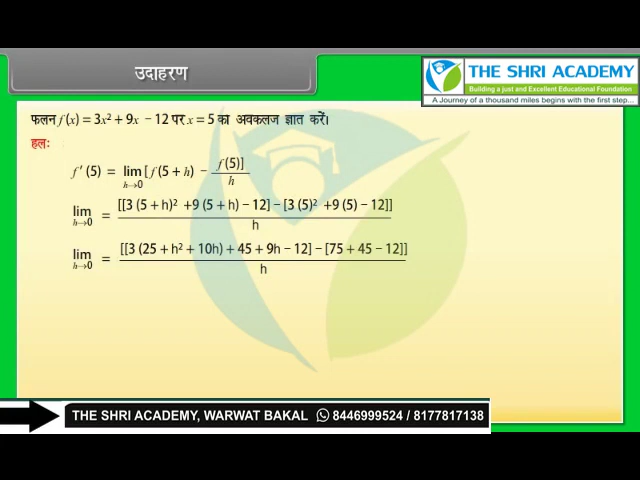 उदाहरण
THE SHRI ACADEMY
Building a just and Excellent Educational Foundation
A Journey of a thousand miles begins with the first step...
फलन f(x) = 3x² + 9x − 12 पर x = 5 का अवकलज ज्ञात करें।
हलः
f ′ (5) = lim h→0 [ f(5 + h) − f(5)] / h
lim h→0 = [[3 (5 + h)² +9 (5 + h) − 12] − [3 (5)² +9 (5) − 12]] / h
lim h→0 = [[3 (25 + h² + 10h) + 45 + 9h − 12] − [75 + 45 − 12]] / h
THE SHRI ACADEMY, WARWAT BAKAL 8446999524 / 8177817138